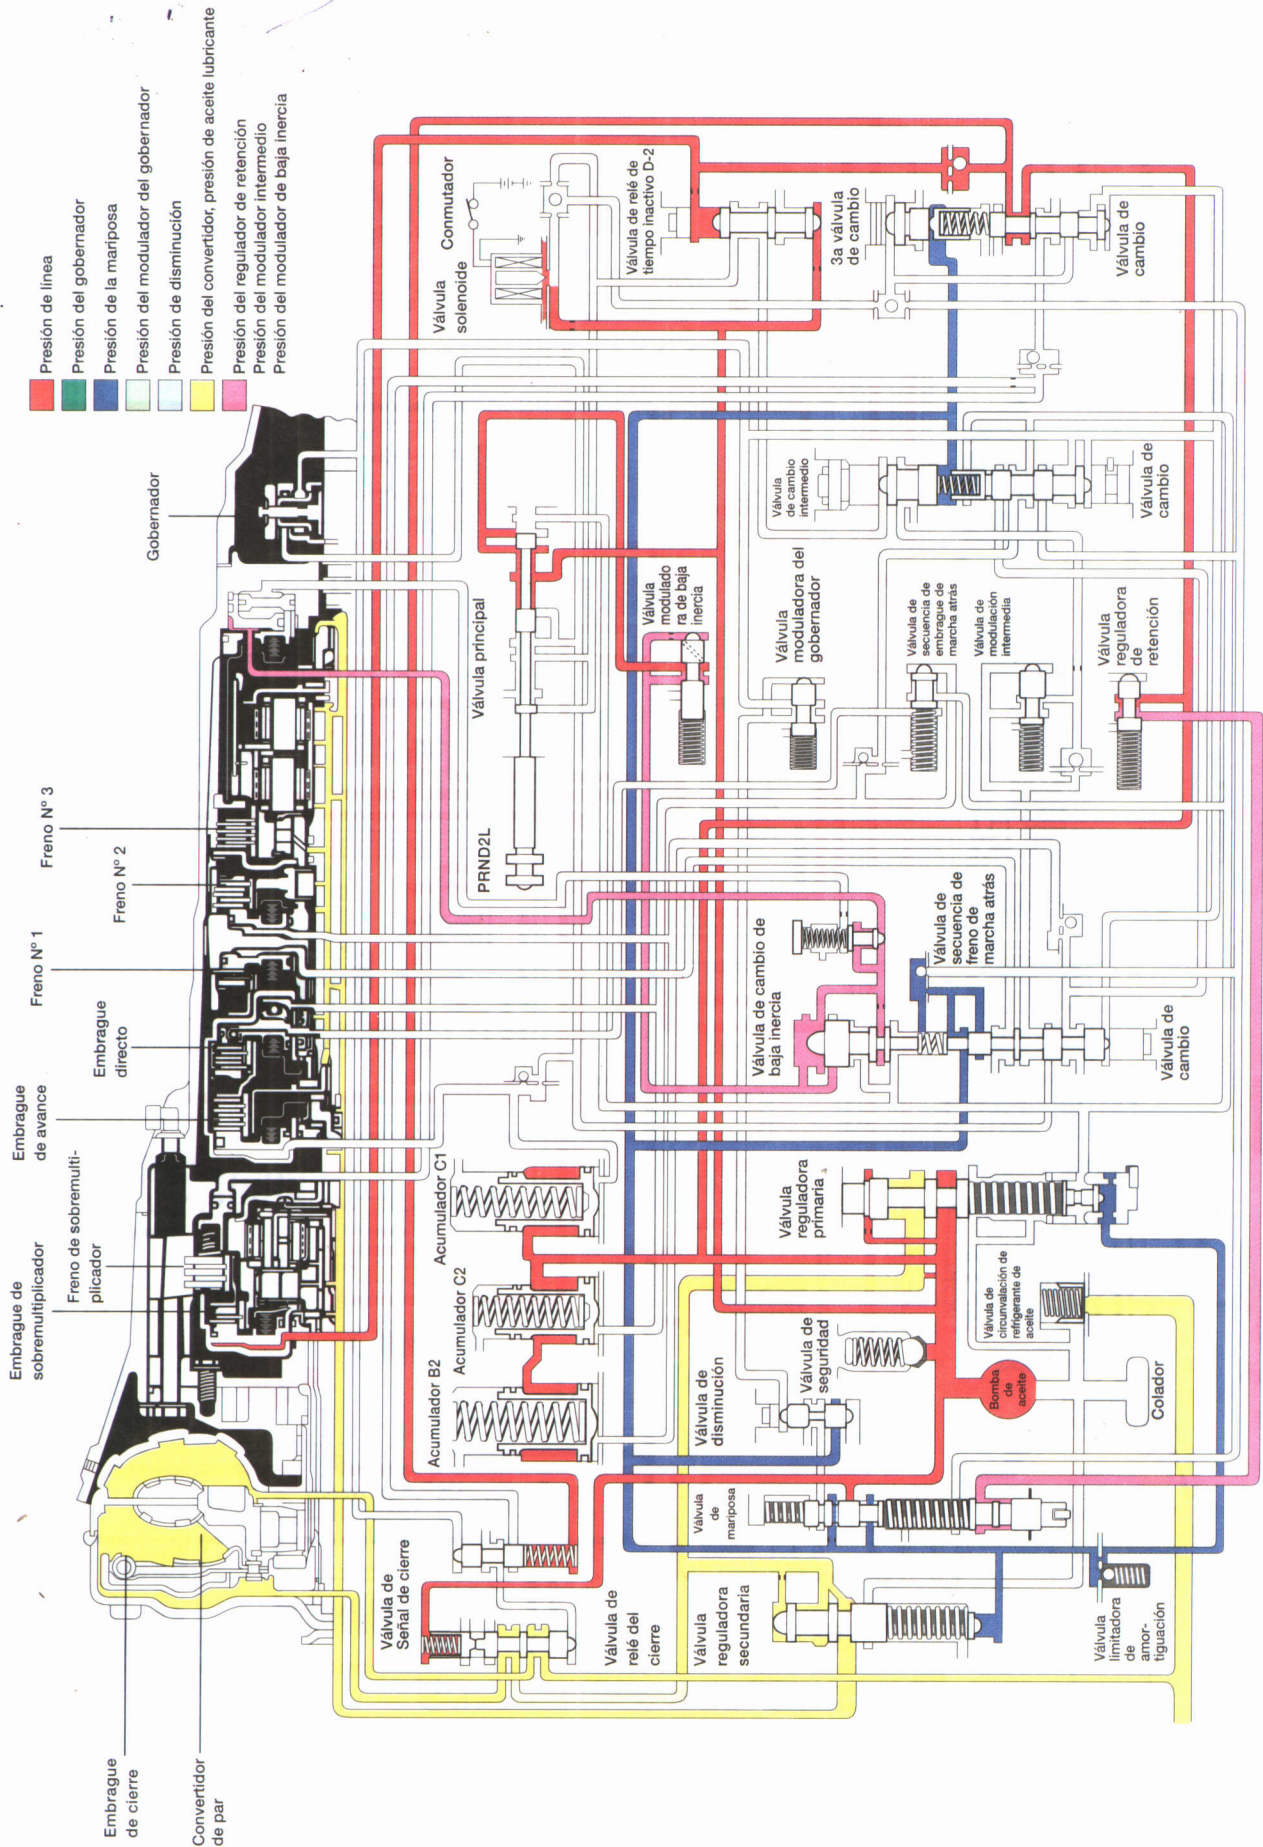 Presión de línea
Presión del gobernador
Presión de la mariposa
Presión del modulador del gobernador
Presión de disminución
Presión del convertidor, presión de aceite lubricante
Presión del regulador de retención
Presión del modulador intermedio
Presión del modulador de baja inercia
Embrague
de cierre
Convertidor
de par
Embrague de
sobremultiplicador
Freno de sobremulti-
plicador
Embrague
de avance
Embrague
directo
Freno Nº 1
Freno Nº 2
Freno Nº 3
Gobernador
Válvula de
Señal de cierre
Válvula de
relé del
cierre
Acumulador B2
Acumulador C2
Acumulador C1
PRND2L
Válvula principal
Válvula
solenoide
Conmutador
Válvula
modulado
ra de baja
inercia
Válvula de relé de
tiempo inactivo D-2
Válvula
reguladora
secundaria
Válvula
de
mariposa
Válvula de
disminución
Válvula de
seguridad
Válvula
reguladora
primaria
Válvula de cambio de
baja inercia
Válvula
moduladora del
gobernador
Válvula
de cambio
intermedio
3a válvula
de cambio
Válvula de
secuencia de
embrague de
marcha atrás
Válvula de
modulación
intermedia
Válvula de
secuencia de
freno de
marcha atrás
Bomba
de
aceite
Válvula de
circunvalación de
refrigerante de
aceite
Válvula
limitadora
de
amor-
tiguación
Colador
Válvula de
cambio
Válvula
reguladora
de
retención
Válvula de
cambio
Válvula de
cambio